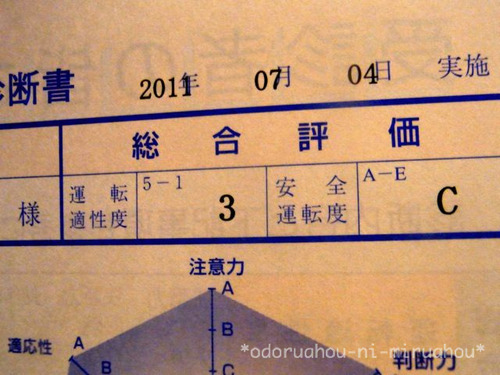 診断書 2011年 07月 04日 実施
総合評価
様 運転適性度 5-1 3 安全運転度 A-E C
注意力
A
B
C
適応性 A B
判断力
*odoruahou-ni-miruahou*